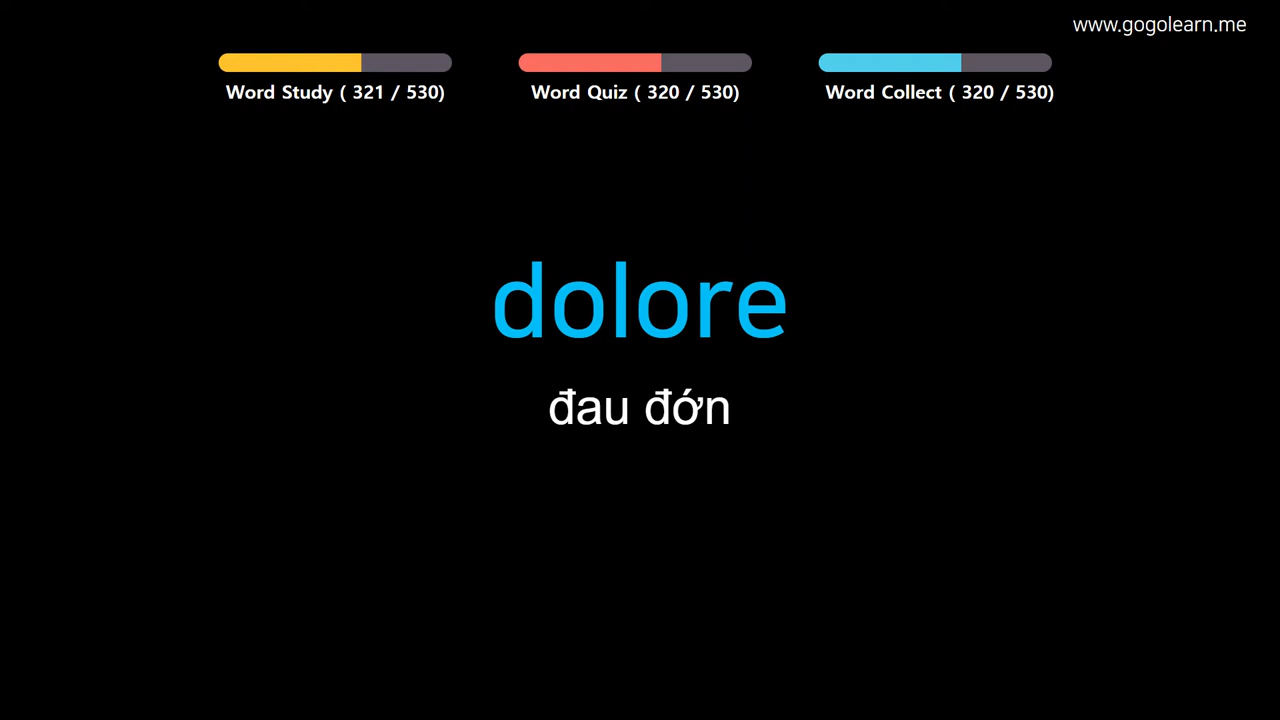 www.gogolearn.me
Word Study ( 321 / 530)
Word Quiz ( 320 / 530)
Word Collect ( 320 / 530)
dolore
đau đớn